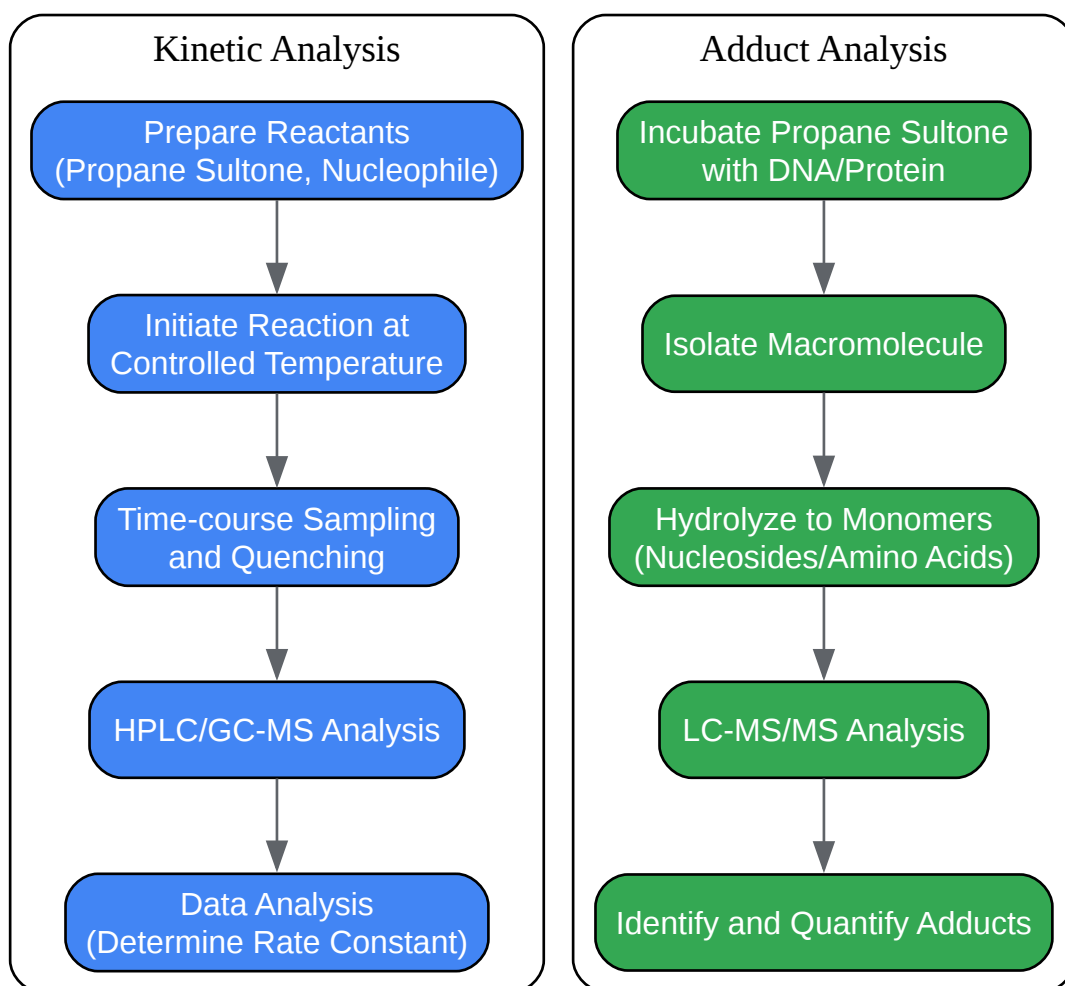 Kinetic Analysis
Prepare Reactants
(Propane Sultone, Nucleophile)
Initiate Reaction at
Controlled Temperature
Time-course Sampling
and Quenching
HPLC/GC-MS Analysis
Data Analysis
(Determine Rate Constant)
Adduct Analysis
Incubate Propane Sultone
with DNA/Protein
Isolate Macromolecule
Hydrolyze to Monomers
(Nucleosides/Amino Acids)
LC-MS/MS Analysis
Identify and Quantify Adducts